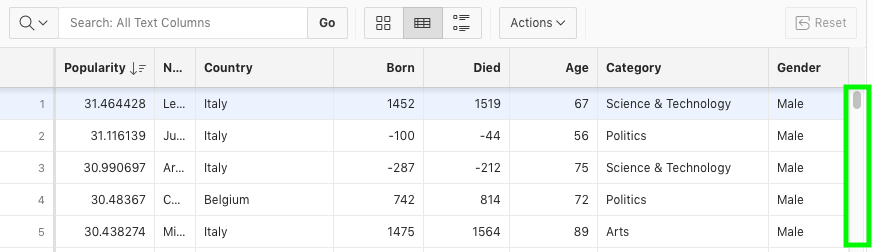 Search: All Text Columns Go Actions Reset
Popularity N... Country Born Died Age Category Gender
1 31.464428 Le... Italy 1452 1519 67 Science & Technology Male
2 31.116139 Ju... Italy -100 -44 56 Politics Male
3 30.990697 Ar... Italy -287 -212 75 Science & Technology Male
4 30.48367 C... Belgium 742 814 72 Politics Male
5 30.438274 Mi... Italy 1475 1564 89 Arts Male